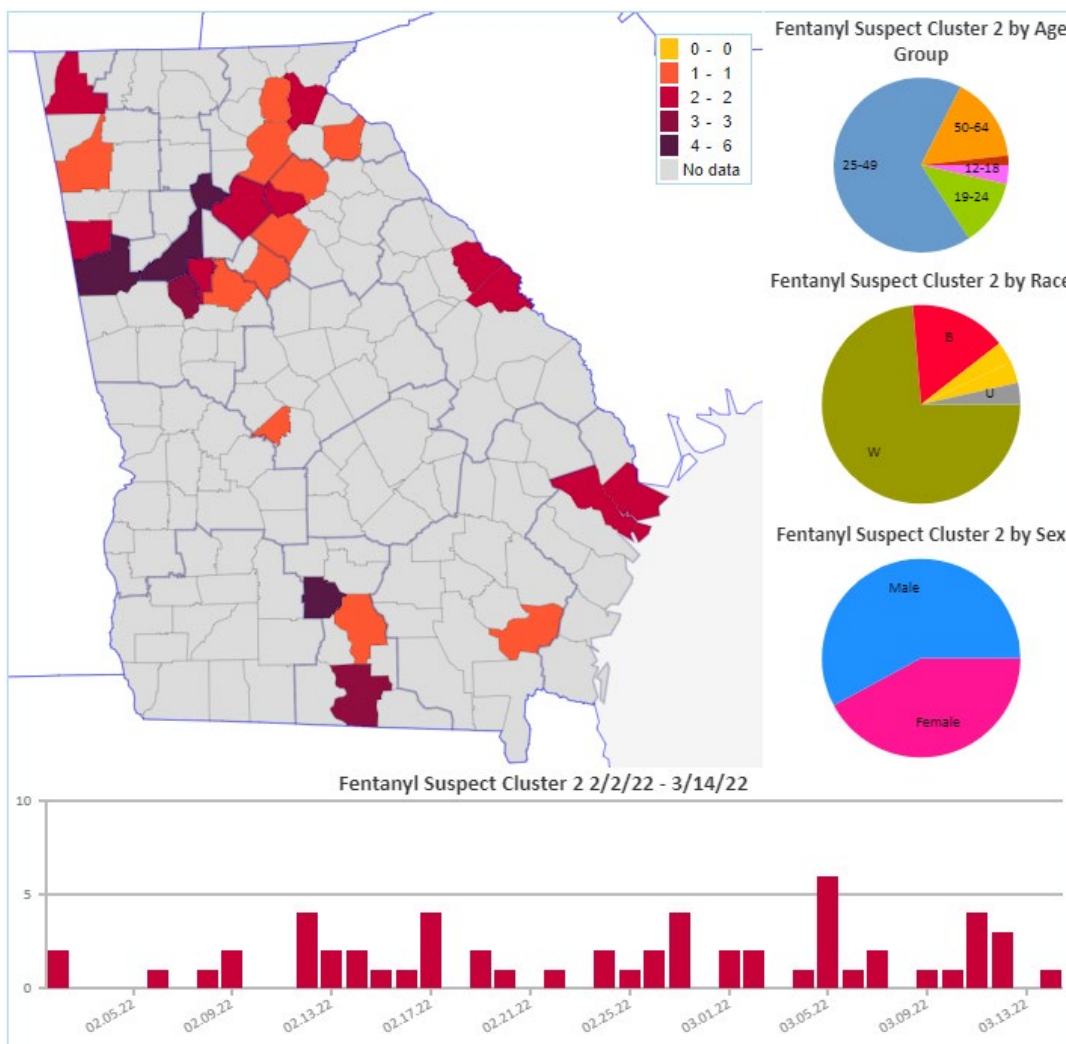 0 - 0
1 - 1
2 - 2
3 - 3
4 - 6
No data
Fentanyl Suspect Cluster 2 by Age
Group
50-64
25-49
12-18
19-24
Fentanyl Suspect Cluster 2 by Race
B
U
W
Fentanyl Suspect Cluster 2 by Sex
Male
Female
Fentanyl Suspect Cluster 2 2/2/22 - 3/14/22
10
5
0
02.05.22
02.09.22
02.13.22
02.17.22
02.21.22
02.25.22
03.01.22
03.05.22
03.09.22
03.13.22